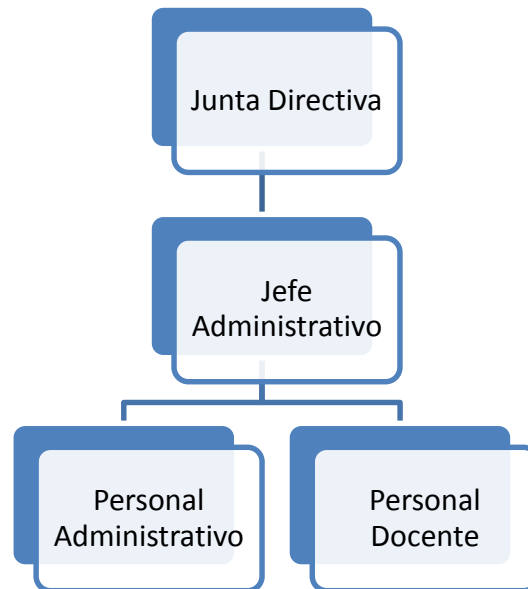 Junta Directiva
Jefe
Administrativo
Personal
Administrativo
Personal
Docente